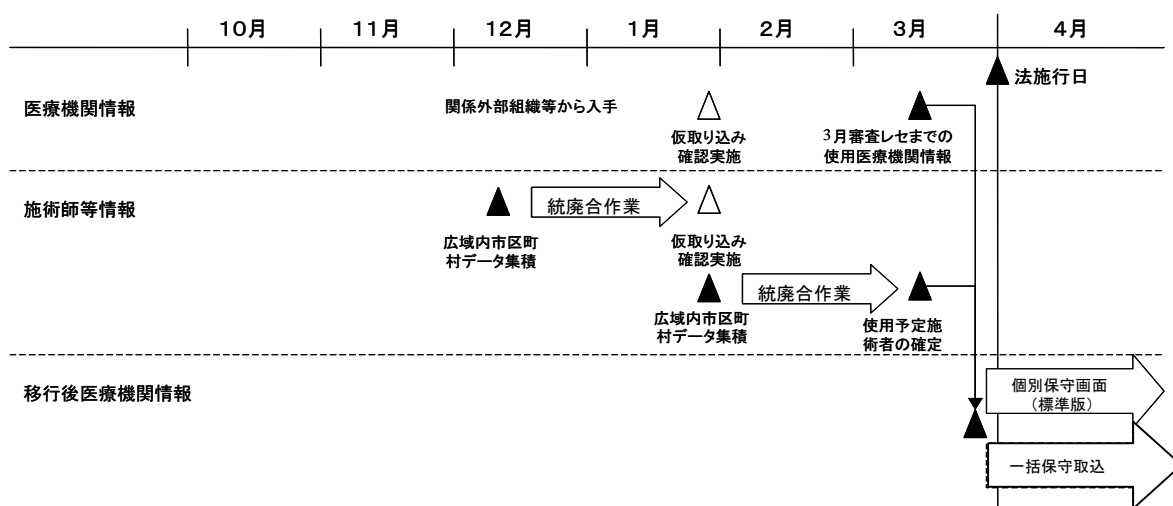 10月
11月
12月
1月
2月
3月
4月
法施行日
医療機関情報
関係外部組織等から入手
仮取り込み
確認実施
3月審査レセまでの
使用医療機関情報
施術師等情報
統廃合作業
広域内市区町
村データ集積
仮取り込み
確認実施
統廃合作業
広域内市区町
村データ集積
使用予定施
術者の確定
移行後医療機関情報
個別保守画面
(標準版)
一括保守取込